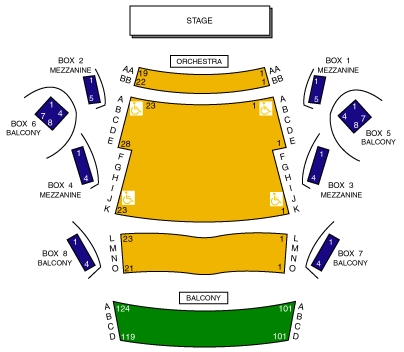 STAGE
ORCHESTRA
BOX 2
MEZZANINE
1
5
BOX 1
MEZZANINE
1
5
AA 19 1 AA
BB 22 1 BB
BOX 6
BALCONY
1
7 4
8
BOX 5
BALCONY
1
7 4
8
A 23 1 A
B B
C C
D D
E 28 1 E
F F
G G
H H
I I
J J
K 23 1 K
BOX 4
MEZZANINE
1
4
BOX 3
MEZZANINE
1
4
L 23 1 L
M M
N N
O 21 1 O
BOX 8
BALCONY
1
4
BOX 7
BALCONY
1
4
BALCONY
A 124 101 A
B B
C C
D 119 101 D